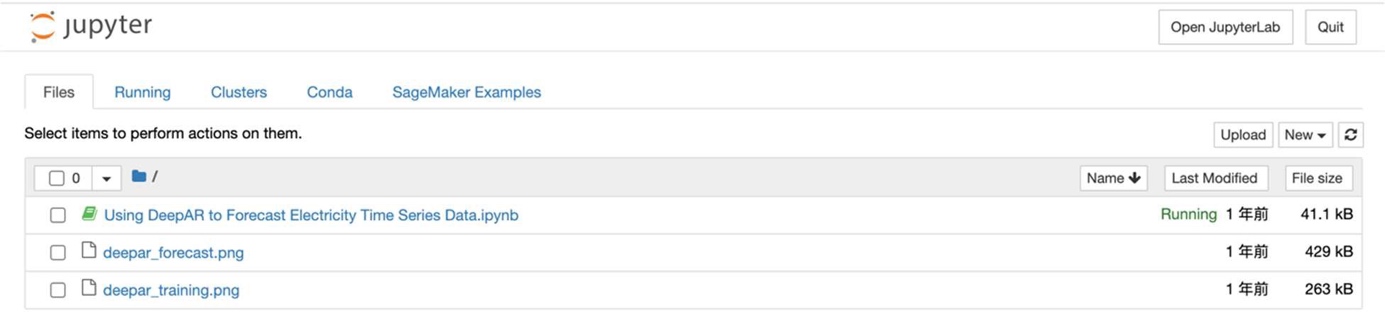 jupyter Open JupyterLab Quit
Files Running Clusters Conda SageMaker Examples
Select items to perform actions on them. Upload New
0 / Name Last Modified File size
Using DeepAR to Forecast Electricity Time Series Data.ipynb Running 1 年前 41.1 kB
deepar_forecast.png 1 年前 429 kB
deepar_training.png 1 年前 263 kB